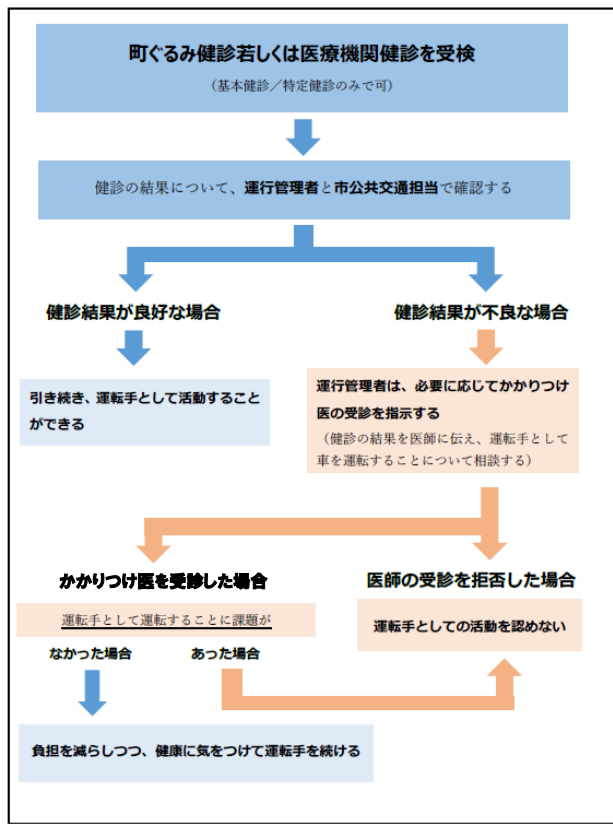 町ぐるみ健診若しくは医療機関健診を受検
(基本健診/特定健診のみで可)
健診の結果について、運行管理者と市公共交通担当で確認する
健診結果が良好な場合
健診結果が不良な場合
引き続き、運転手として活動すること
ができる
運行管理者は、必要に応じてかかりつけ
医の受診を指示する
(健診の結果を医師に伝え、運転手として
車を運転することについて相談する)
かかりつけ医を受診した場合
医師の受診を拒否した場合
運転手として運転することに課題が
運転手としての活動を認めない
なかった場合
あった場合
負担を減らしつつ、健康に気をつけて運転手を続ける